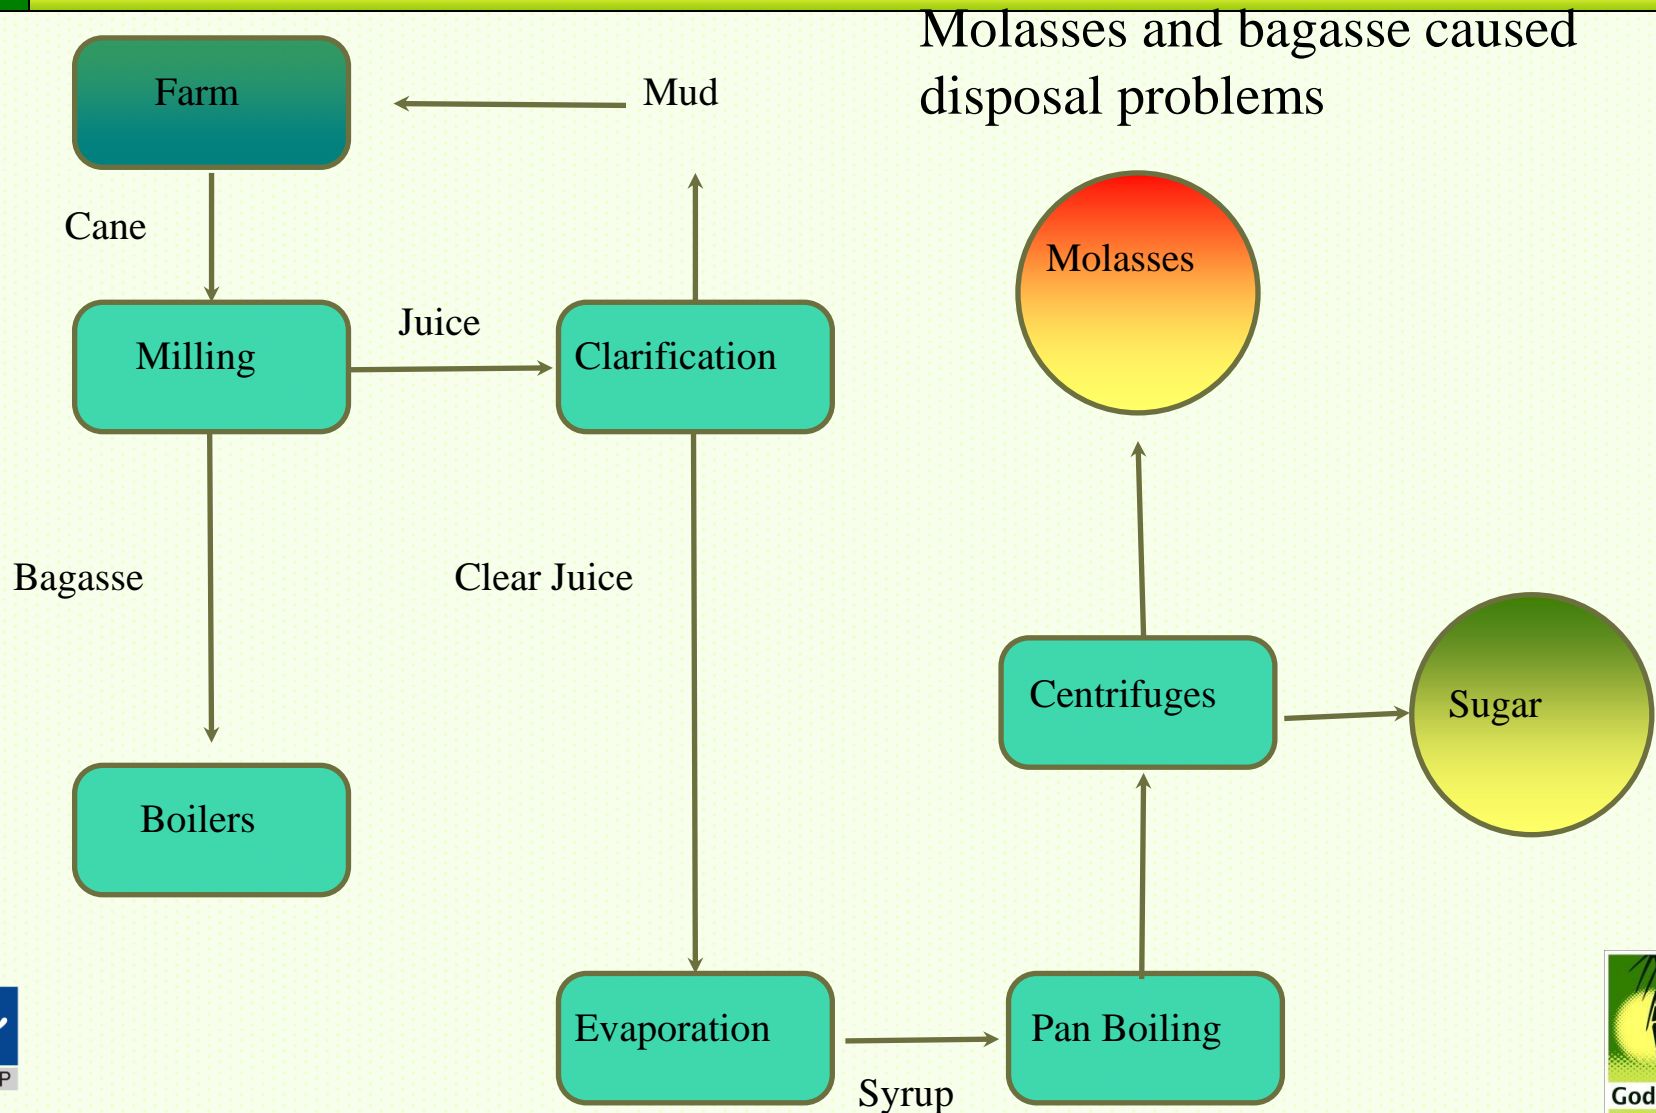 Molasses and bagasse caused
disposal problems
Farm
Mud
Cane
Molasses
Juice
Milling
Clarification
Bagasse
Clear Juice
Centrifuges
Sugar
Boilers
Evaporation
Pan Boiling
Syrup
P
God